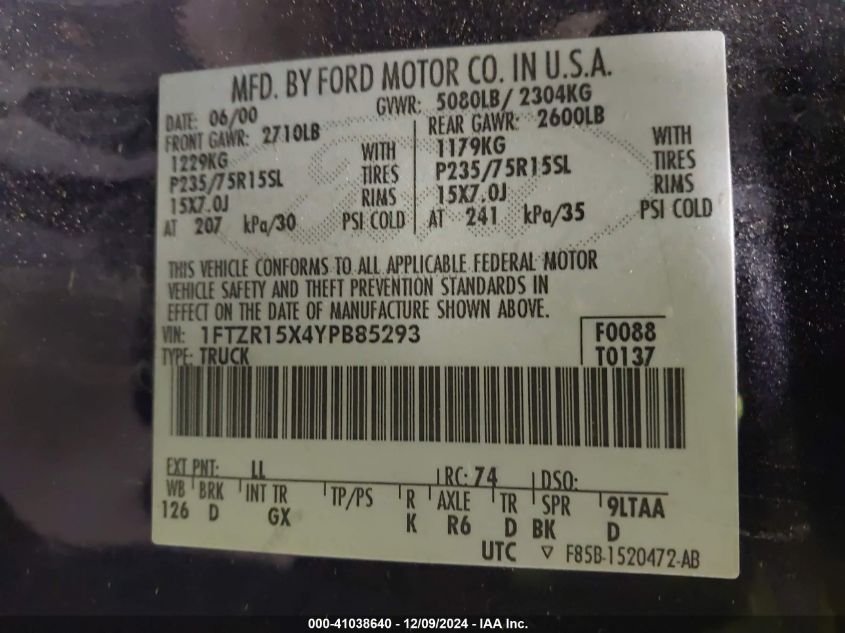 MFD. BY FORD MOTOR CO. IN U.S.A.
DATE: 06/00 GVWR: 5080LB/ 2304KG
FRONT GAWR: 2710LB REAR GAWR: 2600LB
1229KG WITH 1179KG WITH
P235/75R15SL TIRES P235/75R15SL TIRES
15X7.0J RIMS 15X7.0J RIMS
AT 207 kPa/30 PSI COLD AT 241 kPa/35 PSI COLD
THIS VEHICLE CONFORMS TO ALL APPLICABLE FEDERAL MOTOR
VEHICLE SAFETY AND THEFT PREVENTION STANDARDS IN
EFFECT ON THE DATE OF MANUFACTURE SHOWN ABOVE.
VIN: 1FTZR15X4YPB85293 F0088
TYPE: TRUCK T0137
EXT PNT: LL RC: 74 DSO:
WB BRK INT TR TP/PS R AXLE TR SPR 9LTAA
126 D GX K R6 D BK D
UTC ▽ F85B-1520472-AB
000-41038640 - 12/09/2024 - IAA Inc.